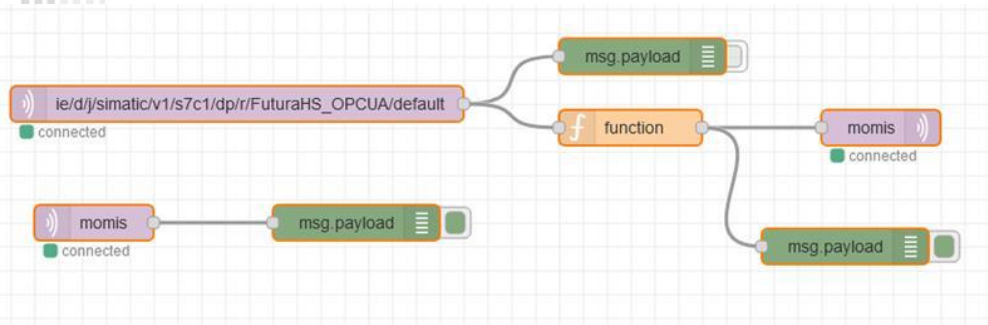 msg.payload
ie/d/j/simatic/v1/s7c1/dp/r/FuturaHS_OPCUA/default
connected
function
momis
connected
momis
connected
msg.payload
msg.payload